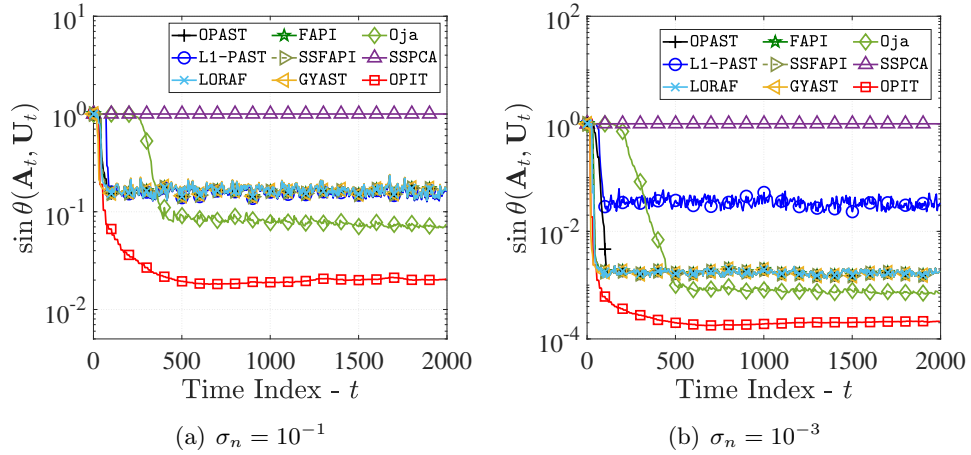 10^1
OPAST FAPI Oja
L1-PAST SSFAPI SSPCA
LORAF GYAST OPIT
10^0
10^{-1}
10^{-2}
sin θ(A_t, U_t)
0 500 1000 1500 2000
Time Index - t
(a) σ_n = 10^{-1}
10^2
OPAST FAPI Oja
L1-PAST SSFAPI SSPCA
LORAF GYAST OPIT
10^0
10^{-2}
10^{-4}
sin θ(A_t, U_t)
0 500 1000 1500 2000
Time Index - t
(b) σ_n = 10^{-3}